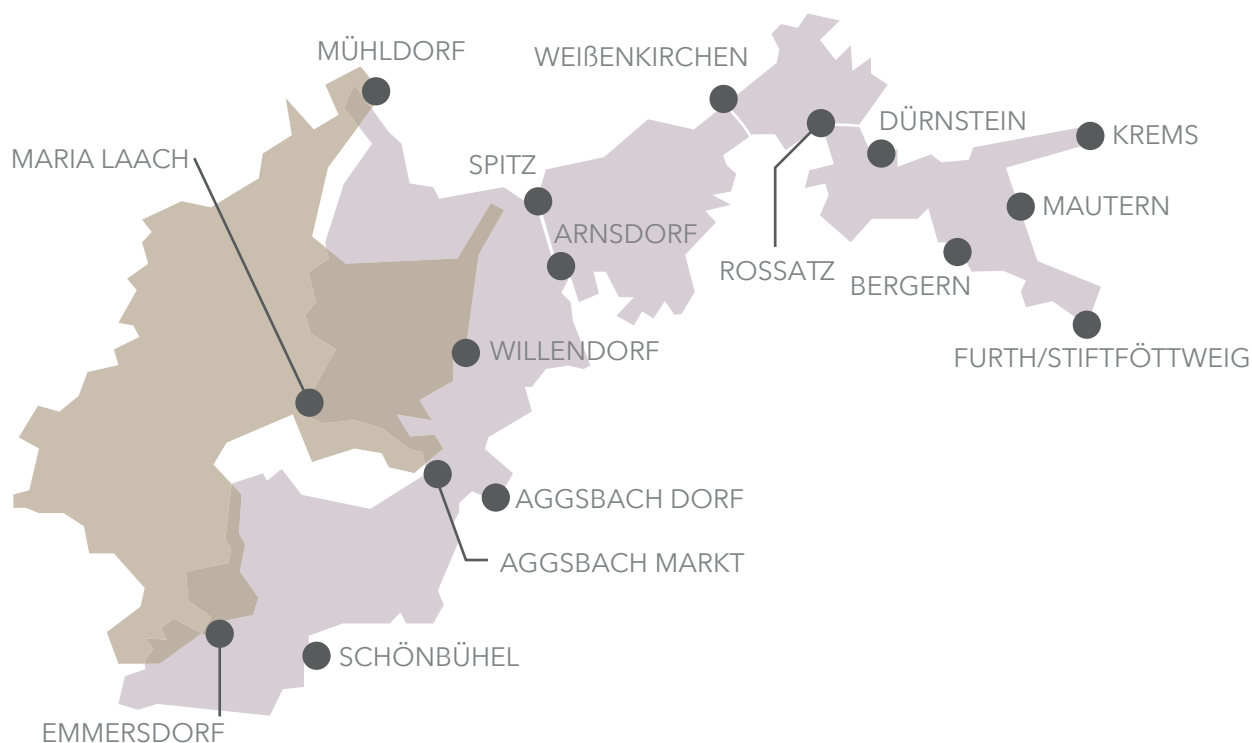 MÜHLDORF
WEIßENKIRCHEN
DÜRNSTEIN
KREMS
MARIA LAACH
SPITZ
MAUTERN
ARNSDORF
ROSSATZ
BERGERN
WILLENDORF
FURTH/STIFTFÖTTWEIG
AGGSBACH DORF
AGGSBACH MARKT
SCHÖNBÜHEL
EMMERSDORF